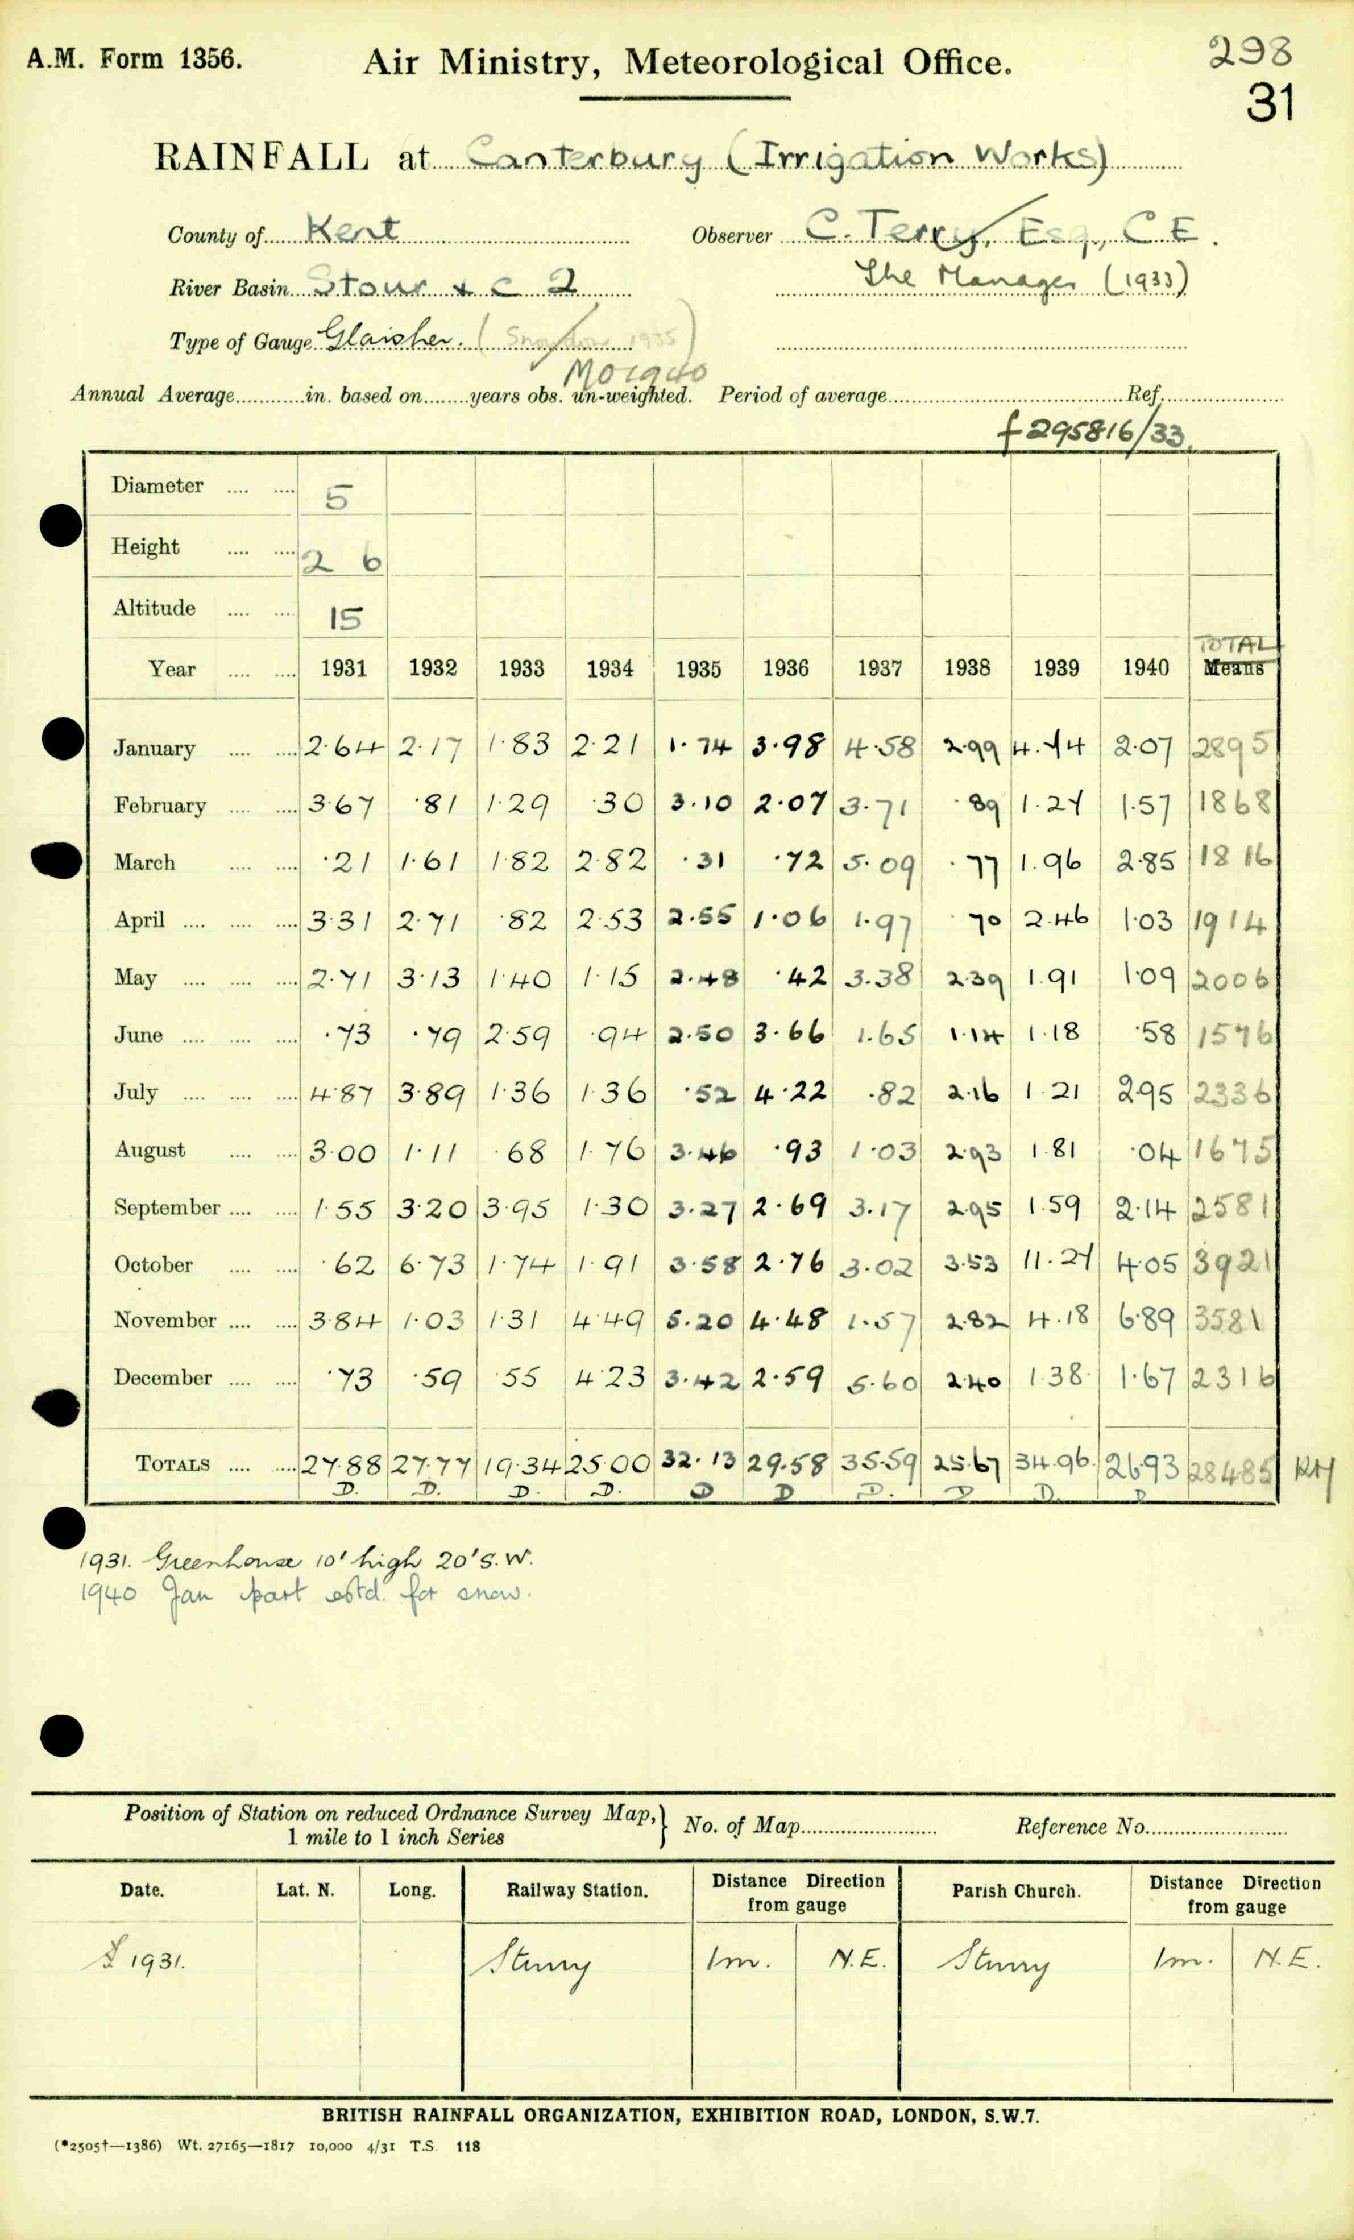 A.M. Form 1356. Air Ministry, Meteorological Office. 298
31
RAINFALL at Canterbury (Irrigation Works)
County of Kent Observer C. Terry, Esq., C.E.
River Basin Stour & c 2 The Manager (1933)
Type of Gauge Glaisher. (Snowdon 1935)
MO 1940
Annual Average in. based on years obs. un-weighted. Period of average Ref.
f 295816/33.
Diameter 5
Height 2 6
Altitude 15
TOTAL
Year 1931 1932 1933 1934 1935 1936 1937 1938 1939 1940 Means
January 2.64 2.17 1.83 2.21 1.74 3.98 4.58 2.99 4.74 2.07 2895
February 3.67 .81 1.29 .30 3.10 2.07 3.71 .89 1.27 1.57 1868
March .21 1.61 1.82 2.82 .31 .72 5.09 .77 1.96 2.85 1816
April 3.31 2.71 .82 2.53 2.55 1.06 1.97 .70 2.46 1.03 1914
May 2.71 3.13 1.40 1.15 2.48 .42 3.38 2.39 1.91 1.09 2006
June .73 .79 2.59 .94 2.50 3.66 1.65 1.14 1.18 .58 1576
July 4.87 3.89 1.36 1.36 .52 4.22 .82 2.16 1.21 2.95 2336
August 3.00 1.11 .68 1.76 3.46 .93 1.03 2.93 1.81 .04 1675
September 1.55 3.20 3.95 1.30 3.27 2.69 3.17 2.95 1.59 2.14 2581
October .62 6.73 1.74 1.91 3.58 2.76 3.02 3.53 11.27 4.05 3921
November 3.84 1.03 1.31 4.49 5.20 4.48 1.57 2.82 4.18 6.89 3581
December .73 .59 .55 4.23 3.42 2.59 5.60 2.40 1.38 1.67 2316
TOTALS 27.88 27.77 19.34 25.00 32.13 29.58 35.59 25.67 34.96 26.93 28485
D. D. D. D. D D D. D D. D
1931. Greenhouse 10' high 20' S.W.
1940 Jan part estd. for snow.
Position of Station on reduced Ordnance Survey Map, } No. of Map Reference No.
1 mile to 1 inch Series
Date. Lat. N. Long. Railway Station. Distance Direction from gauge Parish Church. Distance Direction from gauge
1931. Sturry 1m. N.E. Sturry 1m. N.E.
BRITISH RAINFALL ORGANIZATION, EXHIBITION ROAD, LONDON, S.W.7.
(*2505†—1386) Wt. 27165—1817 10,000 4/31 T.S. 118